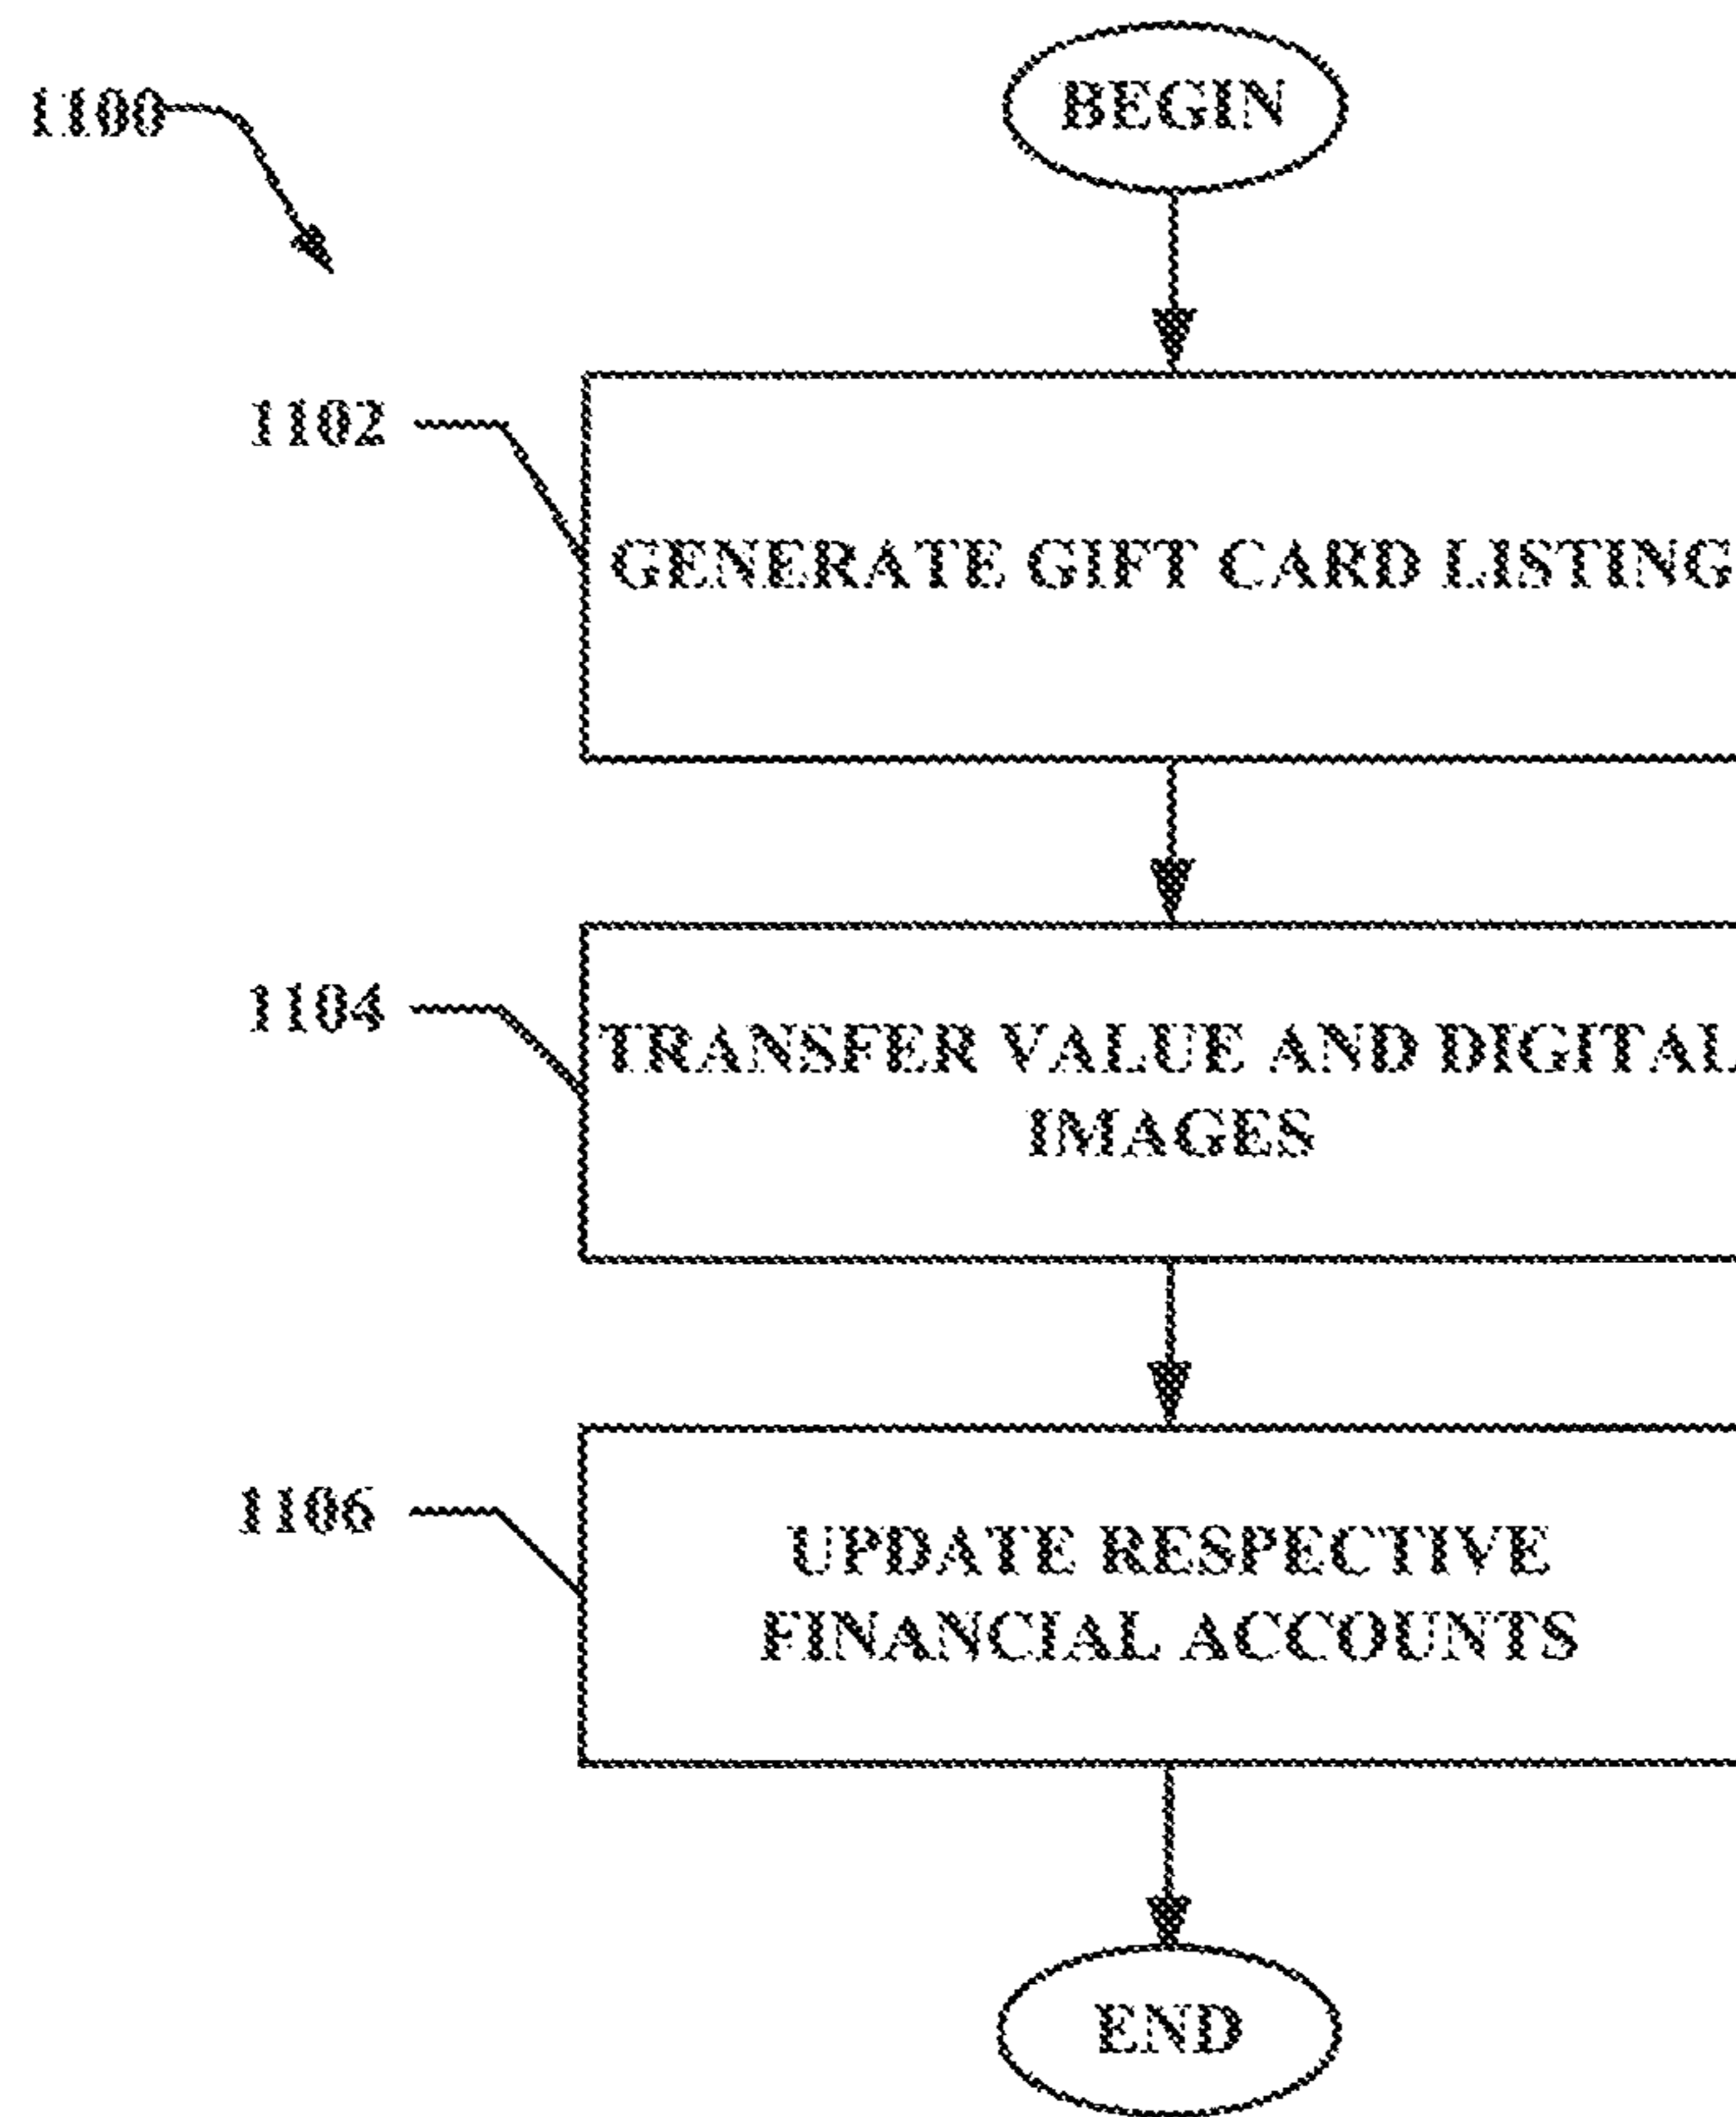 1100
BEGIN
1102
GENERATE GIFT CARD LISTING
1104
TRANSFER VALUE AND DIGITAL
IMAGES
1106
UPDATE RESPECTIVE
FINANCIAL ACCOUNTS
END